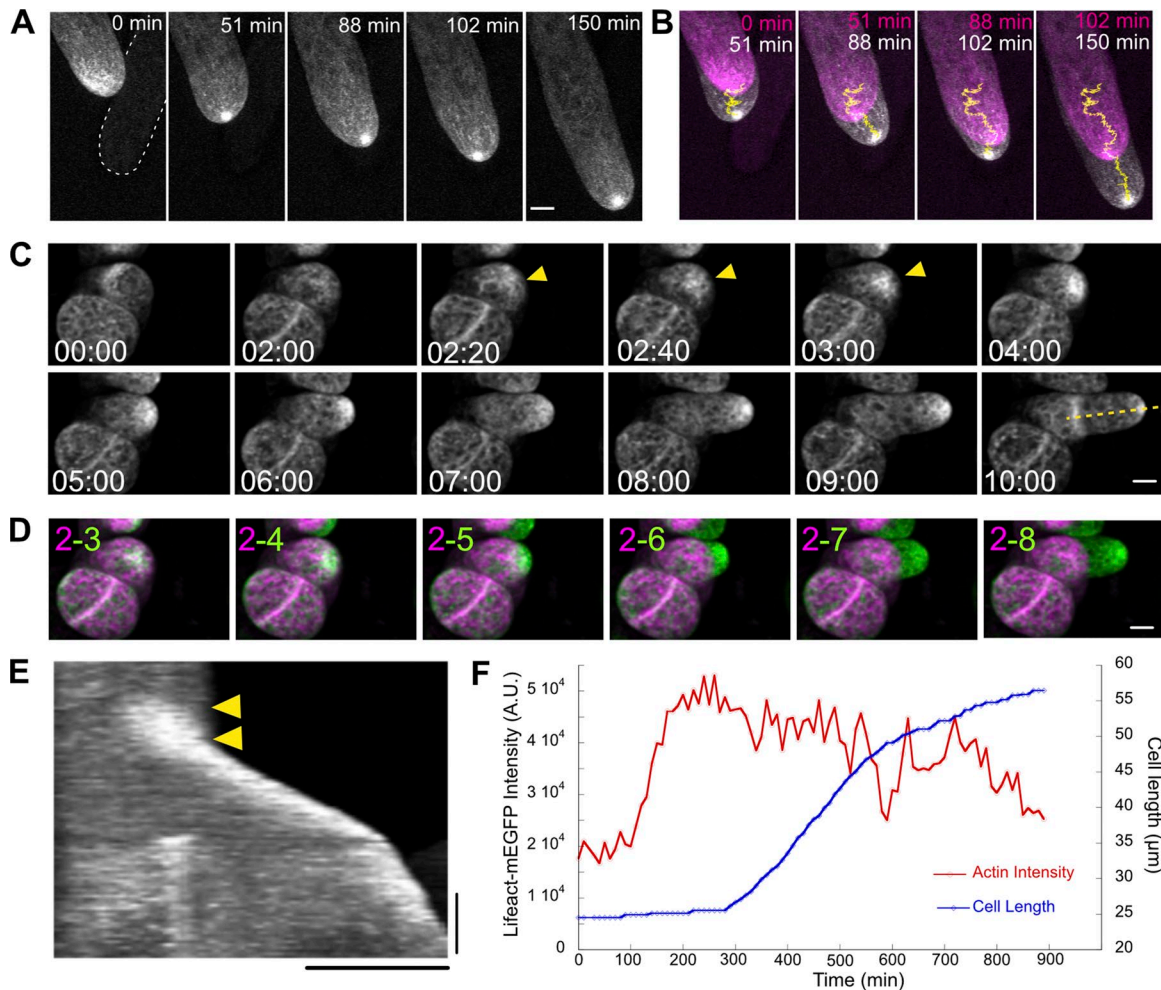 A
0 min
51 min
88 min
102 min
150 min
B
0 min
51 min
51 min
88 min
88 min
102 min
102 min
150 min
C
00:00
02:00
02:20
02:40
03:00
04:00
05:00
06:00
07:00
08:00
09:00
10:00
D
2-3
2-4
2-5
2-6
2-7
2-8
E
F
Lifeact-mEGFP Intensity (A.U.)
5 10⁴
4 10⁴
3 10⁴
2 10⁴
1 10⁴
0
Actin Intensity
Cell Length
60
55
50
45
40
35
30
25
20
Cell length (µm)
0 100 200 300 400 500 600 700 800 900
Time (min)